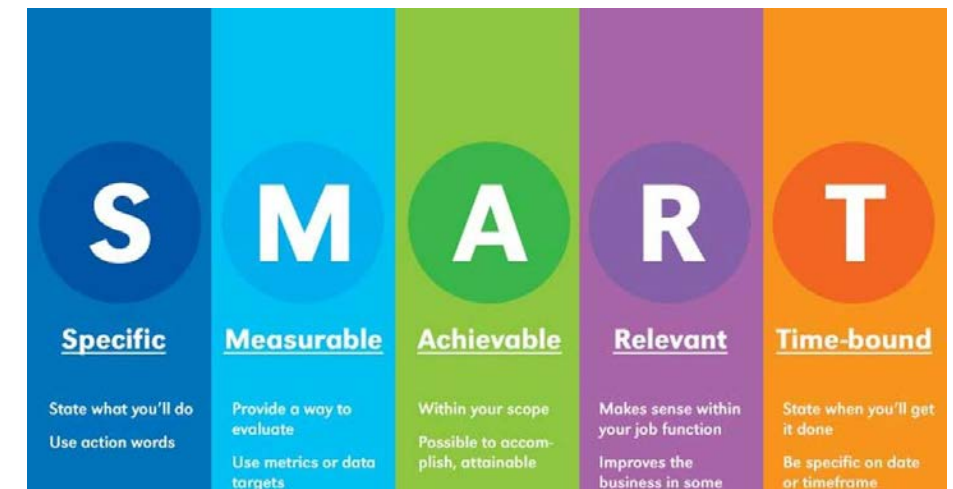 S
M
A
R
T
Specific
State what you'll do
Use action words
Measurable
Provide a way to
evaluate
Use metrics or data
targets
Achievable
Within your scope
Possible to accom-
plish, attainable
Relevant
Makes sense within
your job function
Improves the
business in some
Time-bound
State when you'll get
it done
Be specific on date
or timeframe